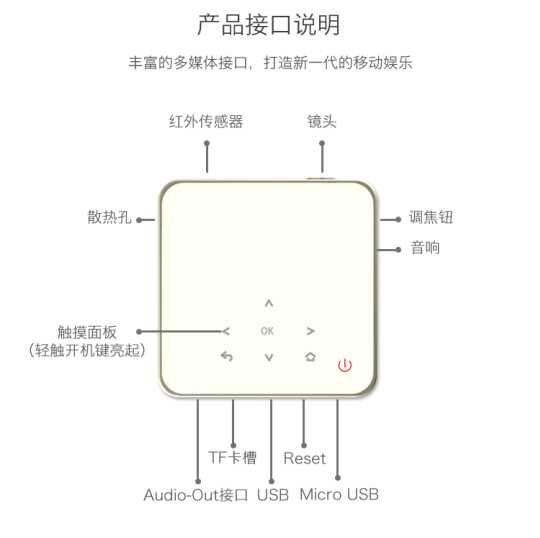 产品接口说明
丰富的多媒体接口，打造新一代的移动娱乐
红外传感器
镜头
散热孔
调焦钮
音响
OK
触摸面板
（轻触开机键亮起）
TF卡槽
Reset
Audio-Out接口
USB
Micro USB